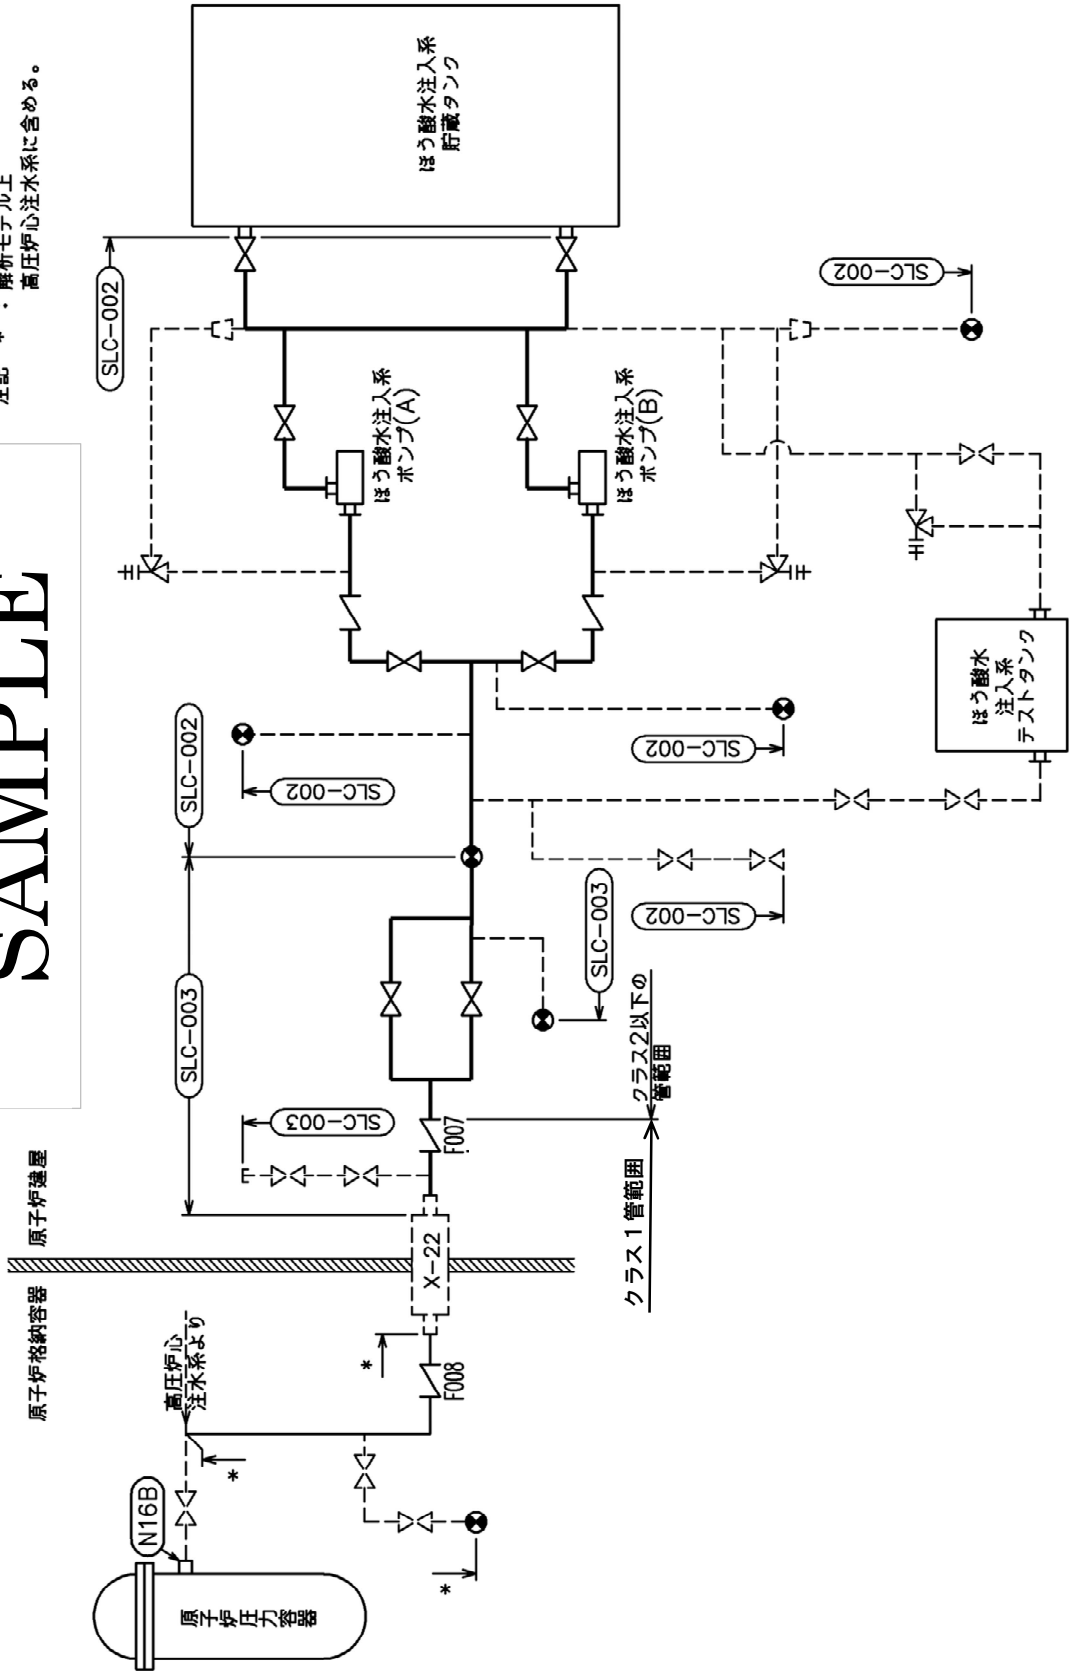 注記 * ：解析モデル上
高圧炉心注水系に含める。
SAMPLE
原子炉格納容器
原子炉建屋
原子炉圧力容器
N16B
高圧炉心
注水系より
*
*
*
F008
X-22
F007
クラス1管範囲
クラス2以下の
管範囲
SLC-003
SLC-003
SLC-003
SLC-002
SLC-002
SLC-002
SLC-002
SLC-002
SLC-002
ほう酸水注入系
ポンプ(A)
ほう酸水注入系
ポンプ(B)
ほう酸水注入系
貯蔵タンク
ほう酸水
注入系
テストタンク